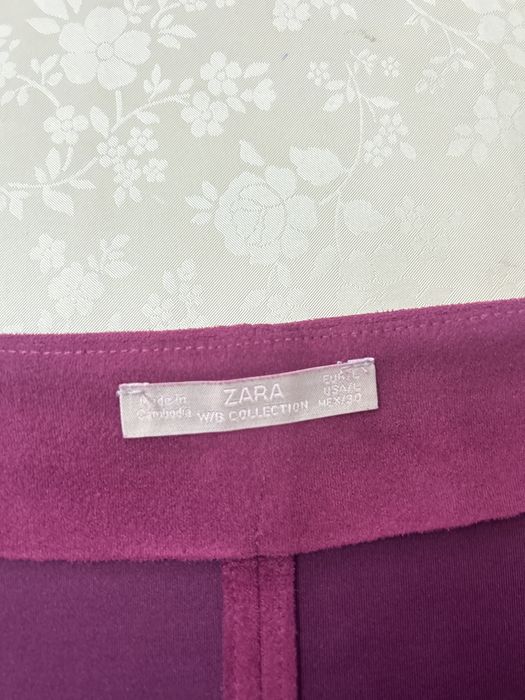 Made in
Cambodia
ZARA
W/B COLLECTION
EUR/L
USA/L
MEX/30